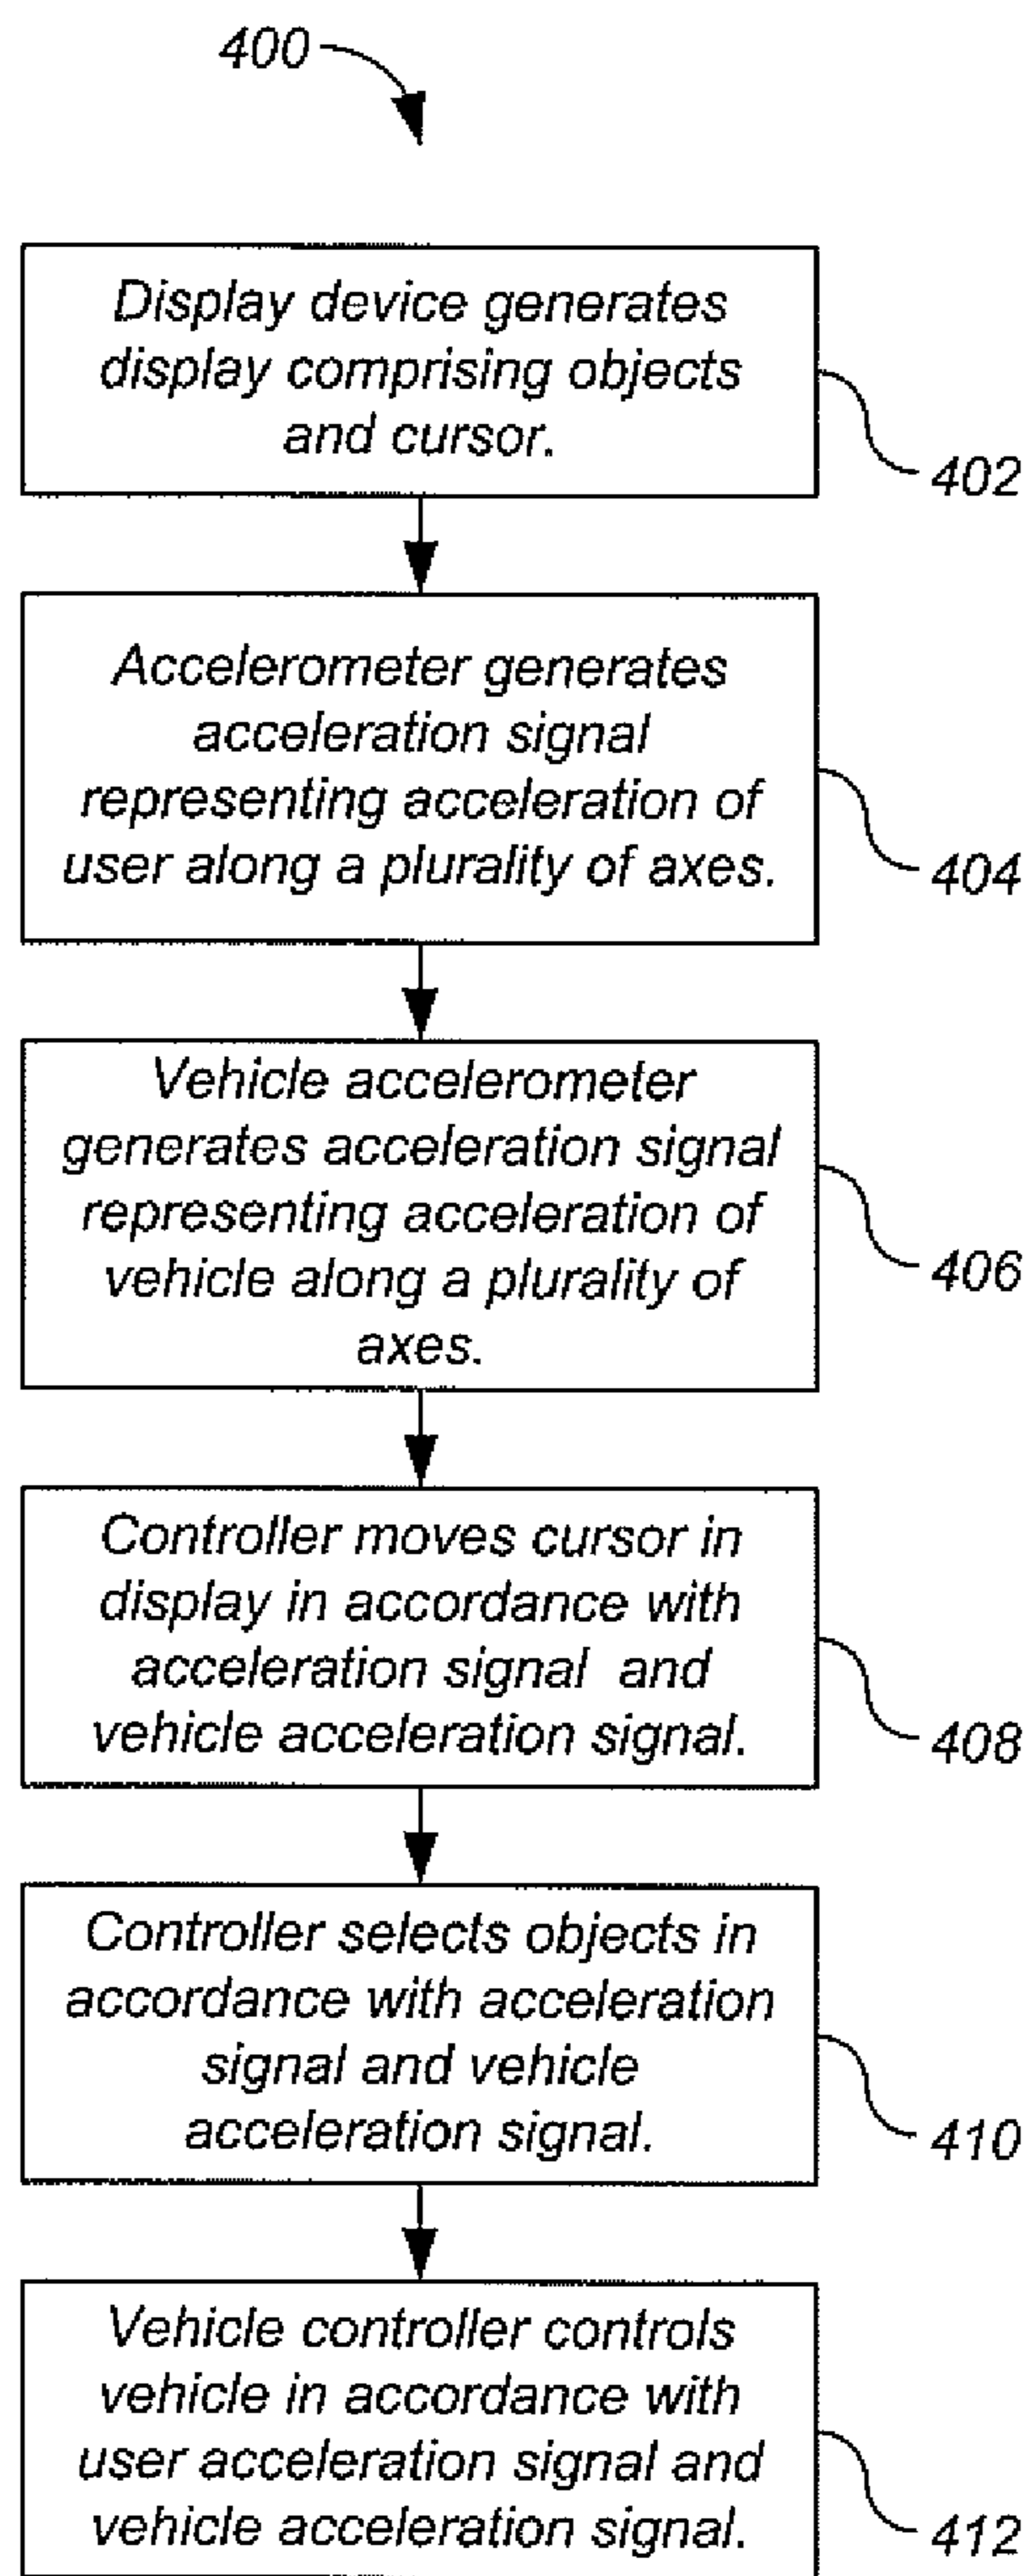 400
Display device generates
display comprising objects
and cursor.
402
Accelerometer generates
acceleration signal
representing acceleration of
user along a plurality of axes.
404
Vehicle accelerometer
generates acceleration signal
representing acceleration of
vehicle along a plurality of
axes.
406
Controller moves cursor in
display in accordance with
acceleration signal and
vehicle acceleration signal.
408
Controller selects objects in
accordance with acceleration
signal and vehicle
acceleration signal.
410
Vehicle controller controls
vehicle in accordance with
user acceleration signal and
vehicle acceleration signal.
412